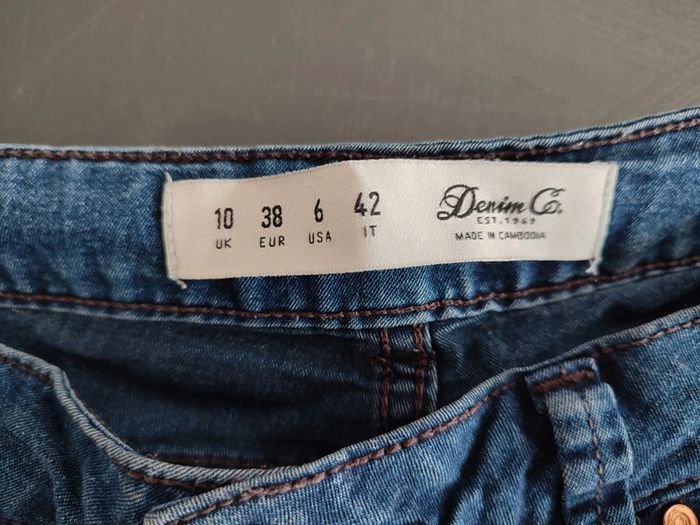 10 38 6 42 Denim Co.
UK EUR USA IT EST. 1969
MADE IN CAMBODIA